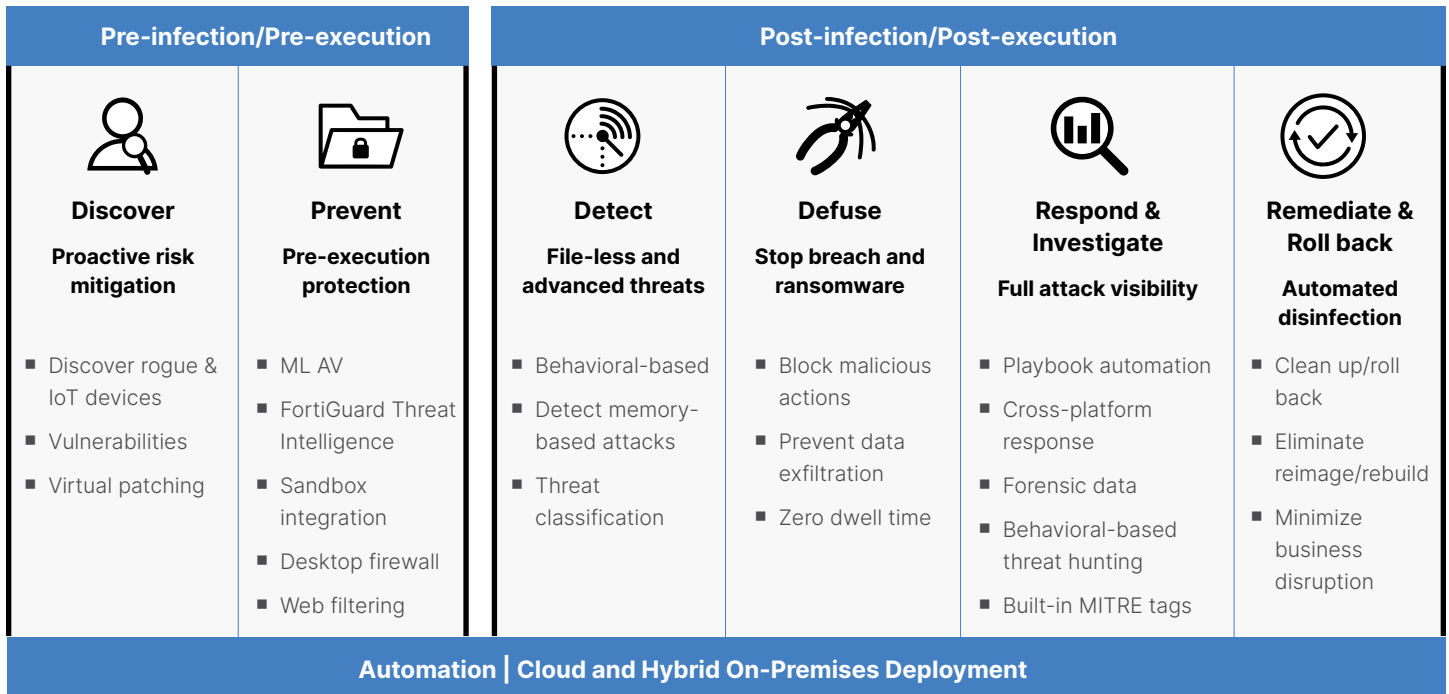 Pre-infection/Pre-execution
Discover
Proactive risk
mitigation
■ Discover rogue &
IoT devices
■ Vulnerabilities
■ Virtual patching
Prevent
Pre-execution
protection
■ ML AV
■ FortiGuard Threat
Intelligence
■ Sandbox
integration
■ Desktop firewall
■ Web filtering
Post-infection/Post-execution
Detect
File-less and
advanced threats
■ Behavioral-based
■ Detect memory-
based attacks
■ Threat
classification
Defuse
Stop breach and
ransomware
■ Block malicious
actions
■ Prevent data
exfiltration
■ Zero dwell time
Respond &
Investigate
Full attack visibility
■ Playbook automation
■ Cross-platform
response
■ Forensic data
■ Behavioral-based
threat hunting
■ Built-in MITRE tags
Remediate &
Roll back
Automated
disinfection
■ Clean up/roll
back
■ Eliminate
reimage/rebuild
■ Minimize
business
disruption
Automation | Cloud and Hybrid On-Premises Deployment